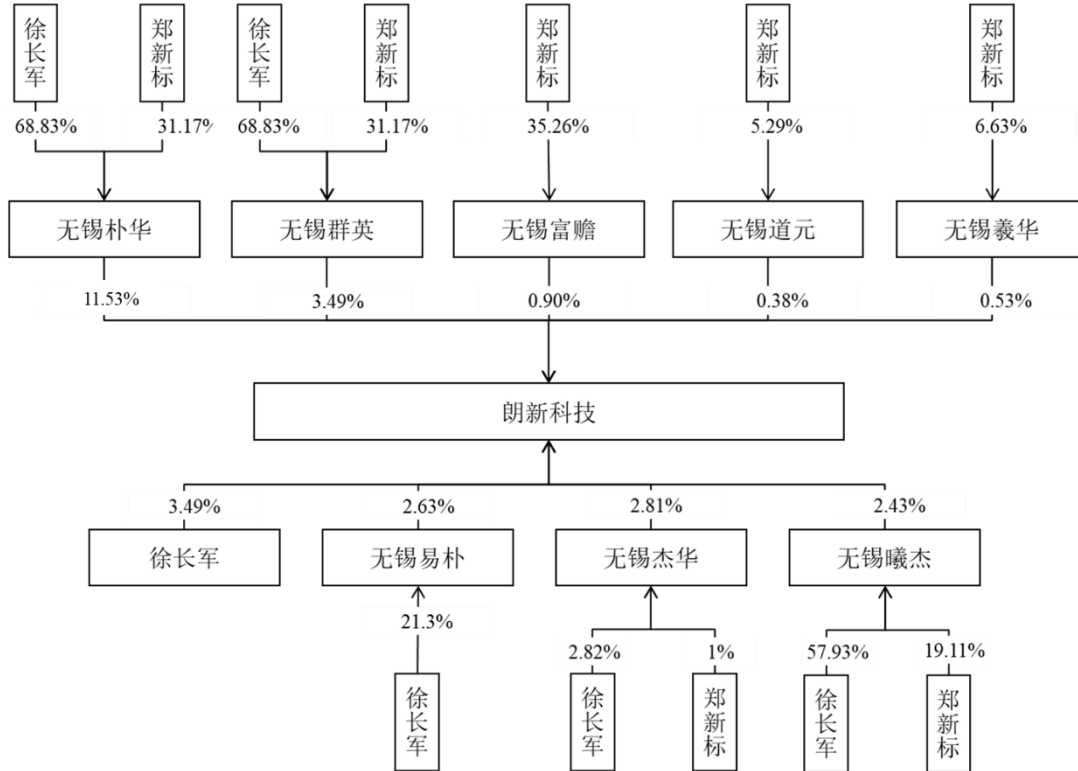 徐长军
郑新标
徐长军
郑新标
郑新标
郑新标
郑新标
68.83%
31.17%
68.83%
31.17%
35.26%
5.29%
6.63%
无锡朴华
无锡群英
无锡富赡
无锡道元
无锡羲华
11.53%
3.49%
0.90%
0.38%
0.53%
朗新科技
3.49%
2.63%
2.81%
2.43%
徐长军
无锡易朴
无锡杰华
无锡曦杰
21.3%
2.82%
1%
57.93%
19.11%
徐长军
徐长军
郑新标
徐长军
郑新标